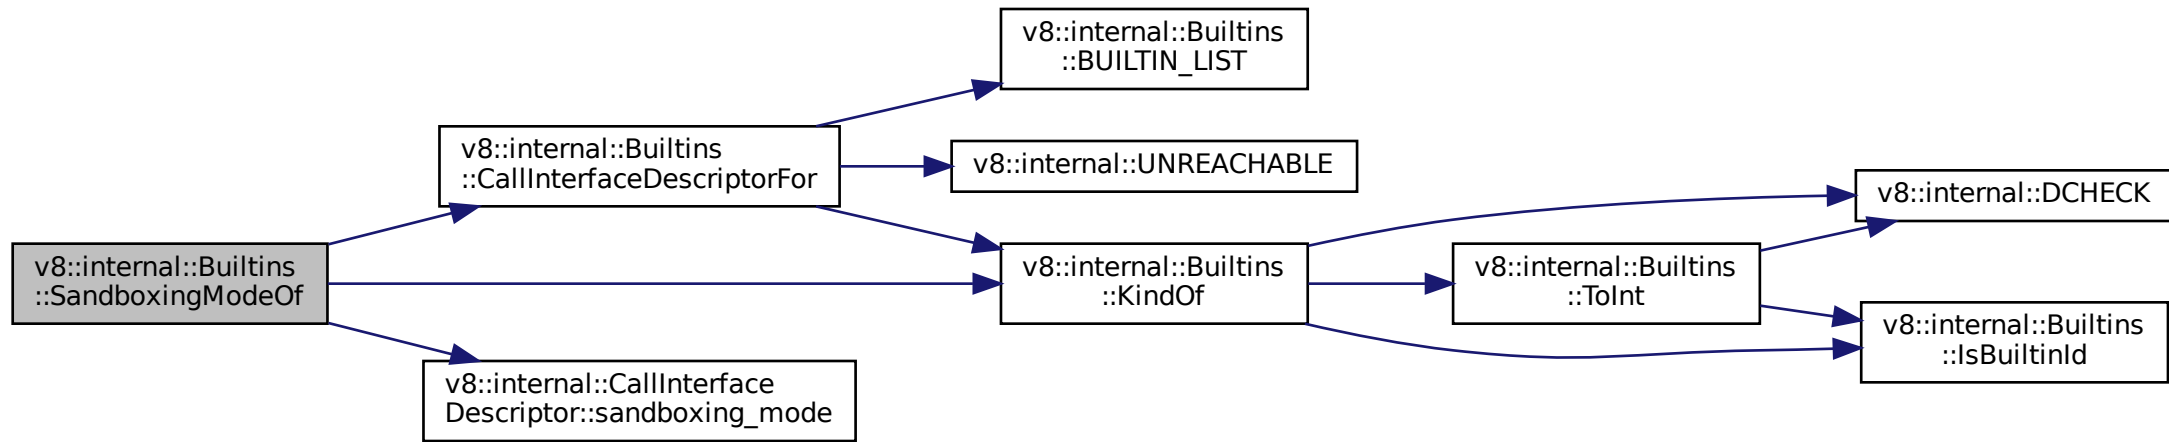 v8::internal::Builtins
::SandboxingModeOf
v8::internal::Builtins
::CallInterfaceDescriptorFor
v8::internal::Builtins
::BUILTIN_LIST
v8::internal::UNREACHABLE
v8::internal::Builtins
::KindOf
v8::internal::CallInterface
Descriptor::sandboxing_mode
v8::internal::Builtins
::ToInt
v8::internal::DCHECK
v8::internal::Builtins
::IsBuiltinId